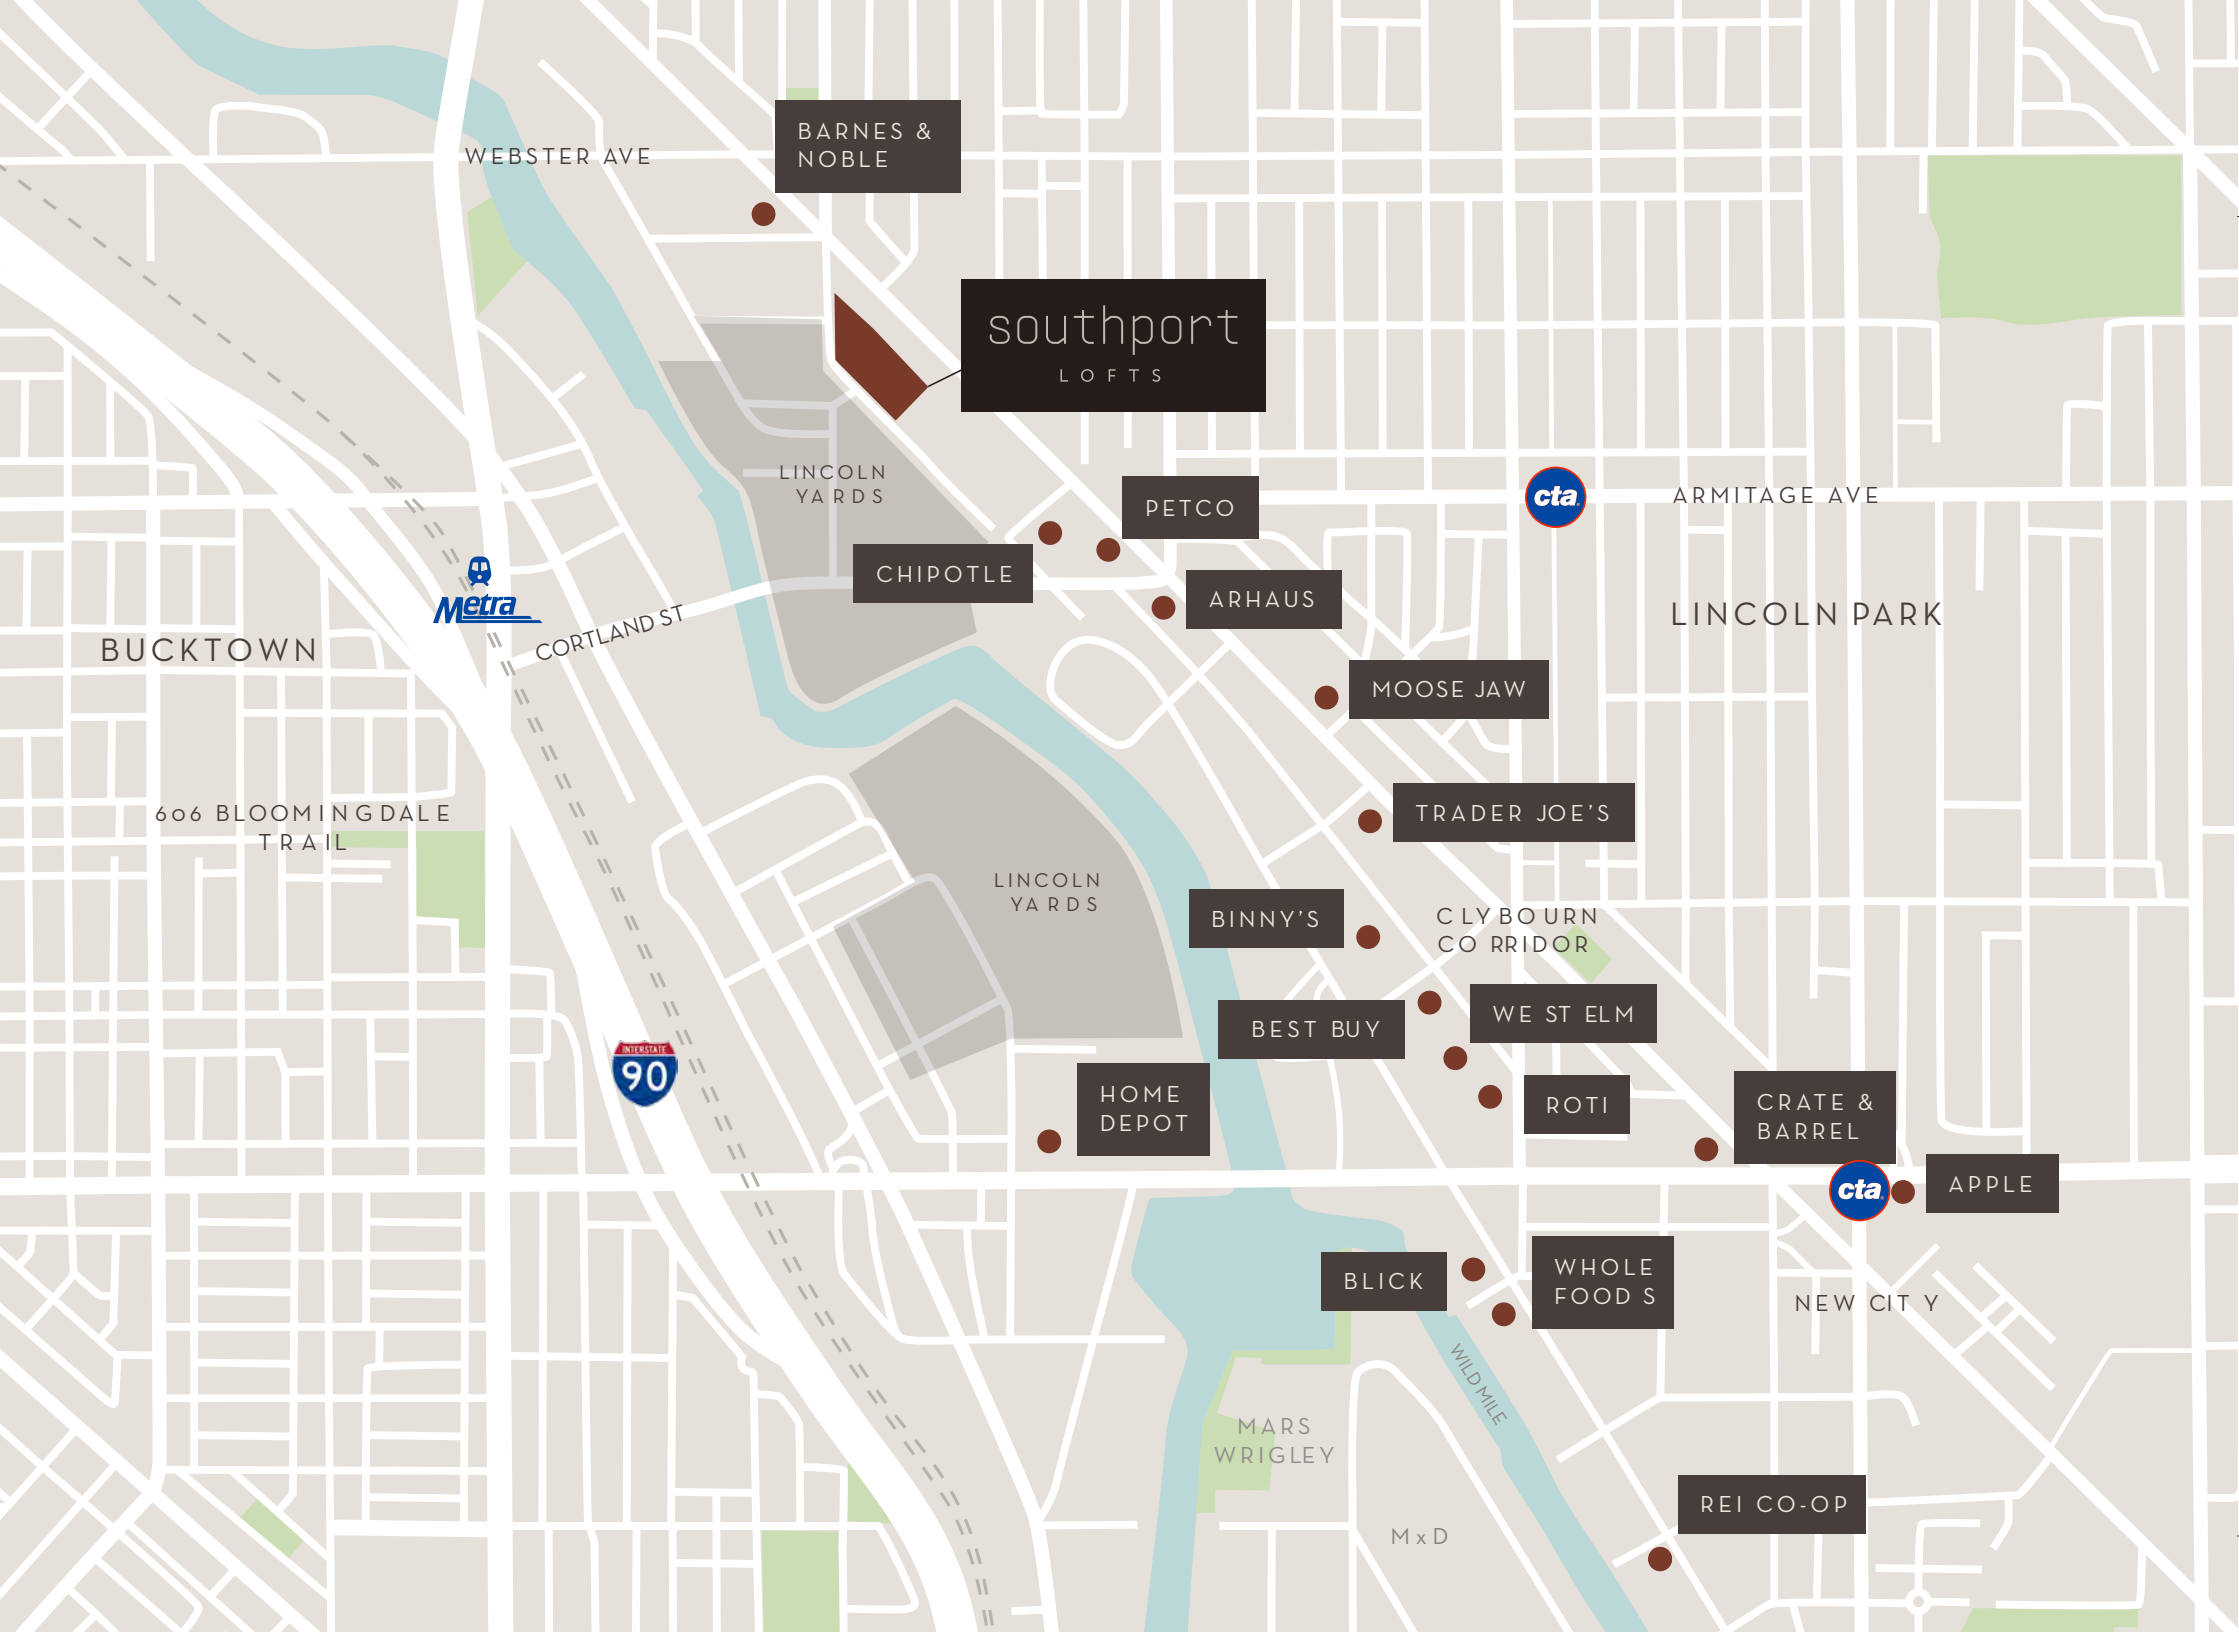 BARNES &
NOBLE
WEBSTER AVE
southport
LOFTS
LINCOLN
YARDS
PETCO
cta
ARMITAGE AVE
CHIPOTLE
ARHAUS
Metra
CORTLAND ST
LINCOLN PARK
BUCKTOWN
MOOSE JAW
606 BLOOMINGDALE
TRAIL
TRADER JOE'S
LINCOLN
YARDS
BINNY'S
CLYBOURN
CORRIDOR
WEST ELM
BEST BUY
INTERSTATE
90
HOME
DEPOT
ROTI
CRATE &
BARREL
cta
APPLE
BLICK
WHOLE
FOODS
NEW CITY
WILD MILE
MARS
WRIGLEY
REI CO-OP
MxD